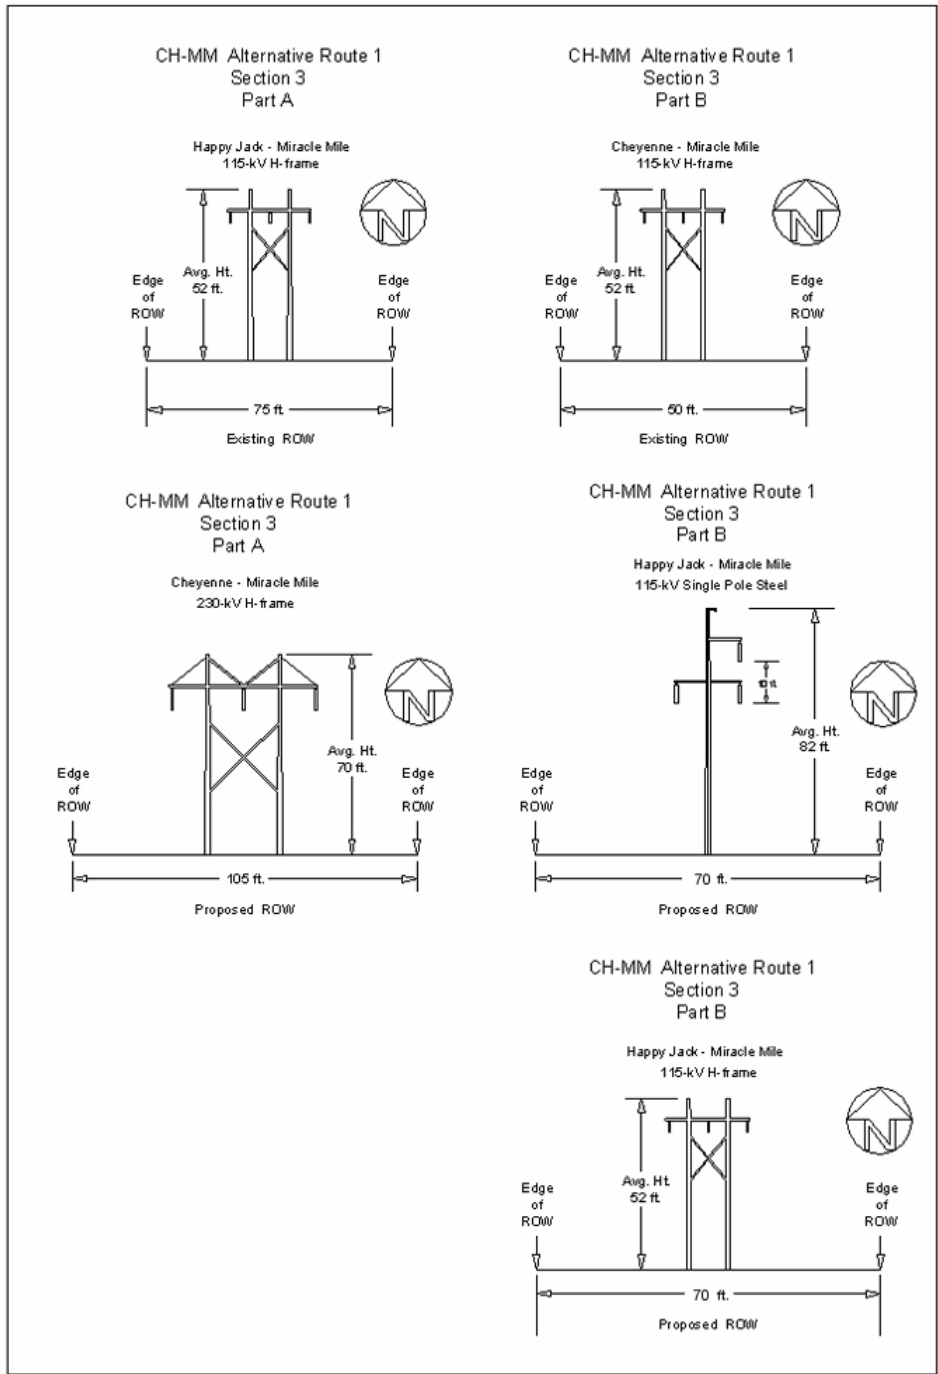 CH-MM Alternative Route 1
Section 3
Part A
Happy Jack - Miracle Mile
115-kV H-frame
N
Avg. Ht.
52 ft.
Edge
of
ROW
Edge
of
ROW
75 ft.
Existing ROW
CH-MM Alternative Route 1
Section 3
Part B
Cheyenne - Miracle Mile
115-kV H-frame
N
Avg. Ht.
52 ft.
Edge
of
ROW
Edge
of
ROW
50 ft.
Existing ROW
CH-MM Alternative Route 1
Section 3
Part A
Cheyenne - Miracle Mile
230-kV H-frame
N
Avg. Ht.
70 ft.
Edge
of
ROW
Edge
of
ROW
105 ft.
Proposed ROW
CH-MM Alternative Route 1
Section 3
Part B
Happy Jack - Miracle Mile
115-kV Single Pole Steel
N
Avg. Ht.
82 ft.
Edge
of
ROW
Edge
of
ROW
70 ft.
Proposed ROW
CH-MM Alternative Route 1
Section 3
Part B
Happy Jack - Miracle Mile
115-kV H-frame
N
Avg. Ht.
52 ft.
Edge
of
ROW
Edge
of
ROW
70 ft.
Proposed ROW